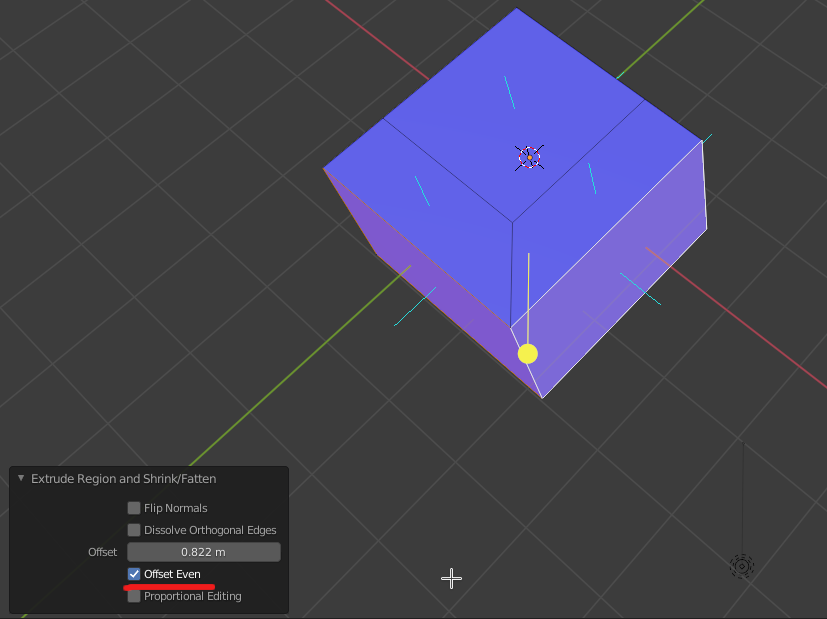 Extrude Region and Shrink/Fatten
Flip Normals
Dissolve Orthogonal Edges
Offset 0.822 m
Offset Even
Proportional Editing